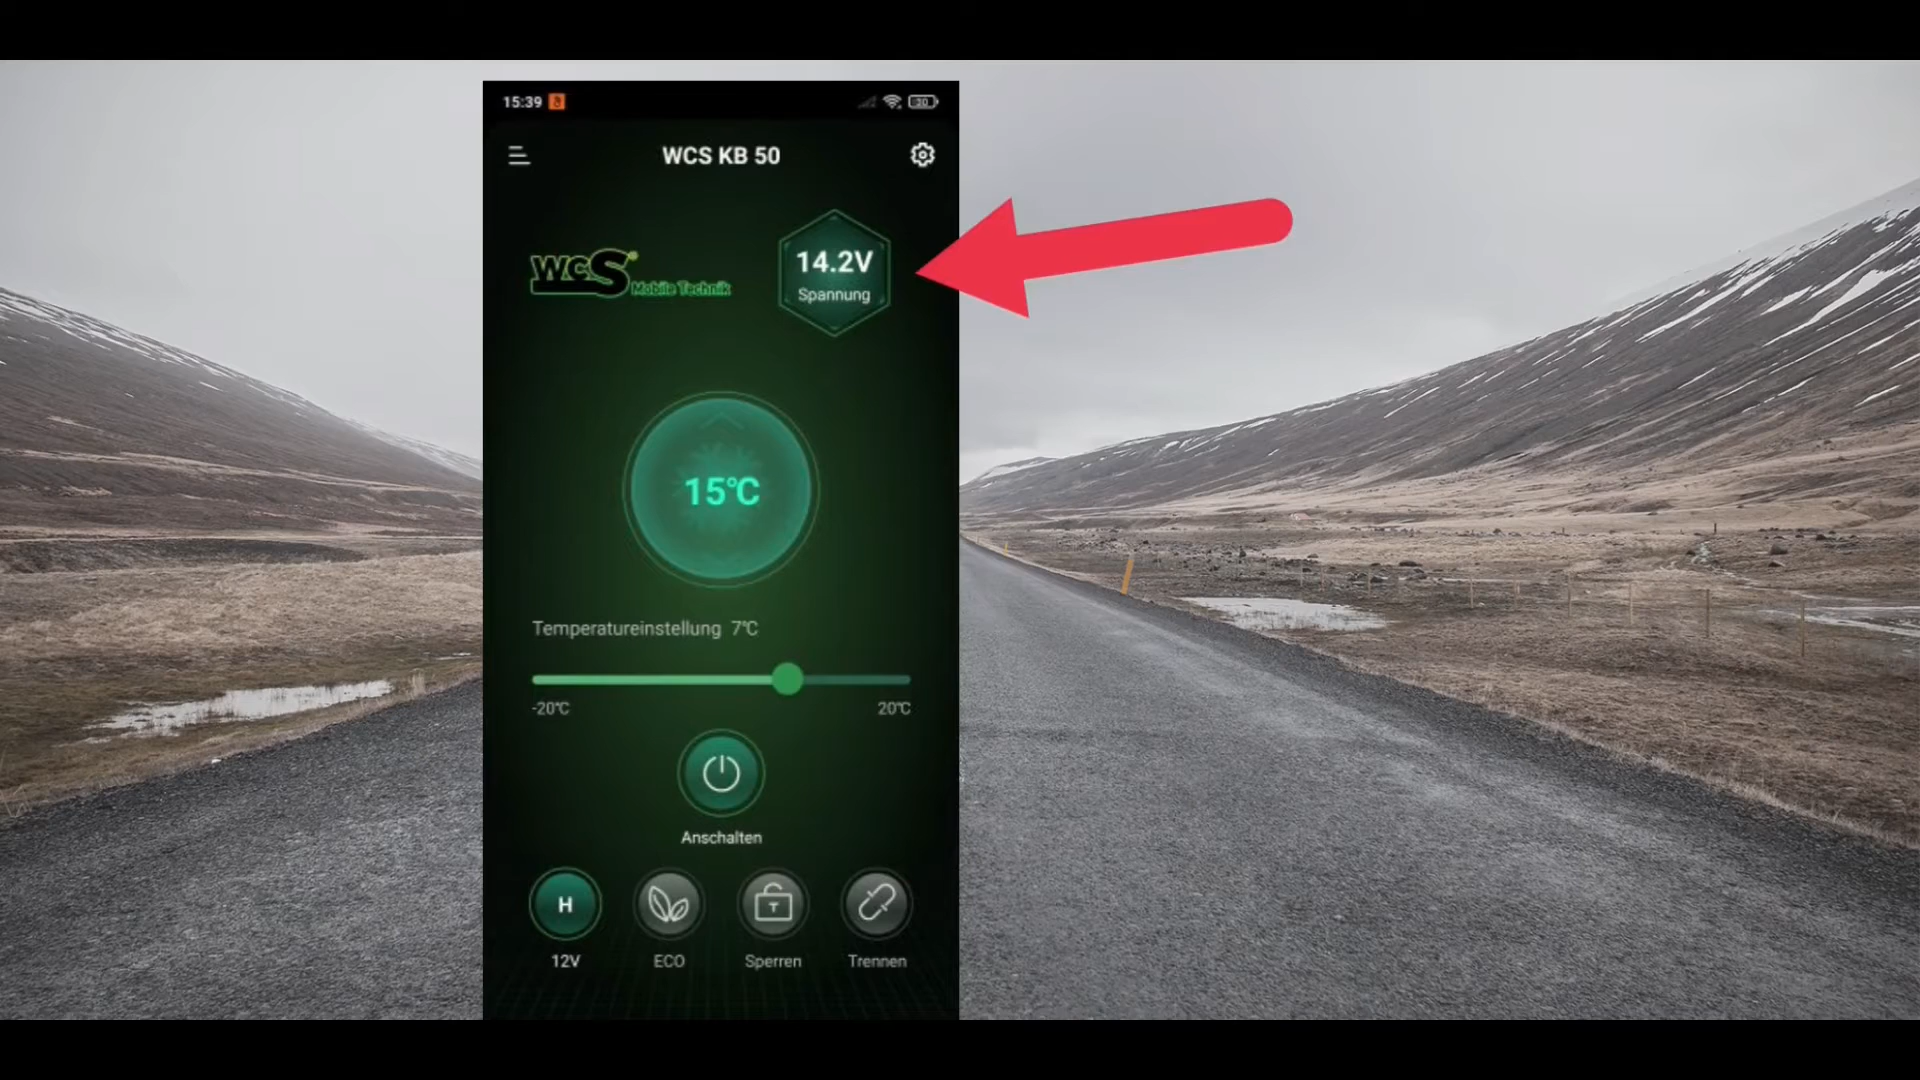 15:39
30
WCS KB 50
WCS
Mobile Technik
14.2V
Spannung
15℃
Temperatureinstellung 7℃
-20℃ 20℃
Anschalten
H
12V ECO Sperren Trennen